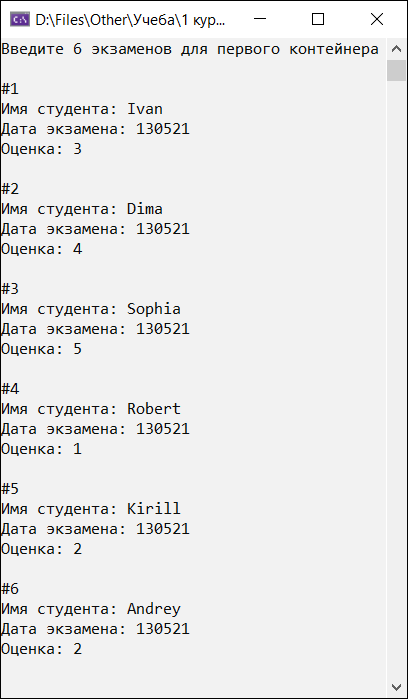 D:\Files\Other\Учеба\1 кур...
Введите 6 экзаменов для первого контейнера
#1
Имя студента: Ivan
Дата экзамена: 130521
Оценка: 3
#2
Имя студента: Dima
Дата экзамена: 130521
Оценка: 4
#3
Имя студента: Sophia
Дата экзамена: 130521
Оценка: 5
#4
Имя студента: Robert
Дата экзамена: 130521
Оценка: 1
#5
Имя студента: Kirill
Дата экзамена: 130521
Оценка: 2
#6
Имя студента: Andrey
Дата экзамена: 130521
Оценка: 2